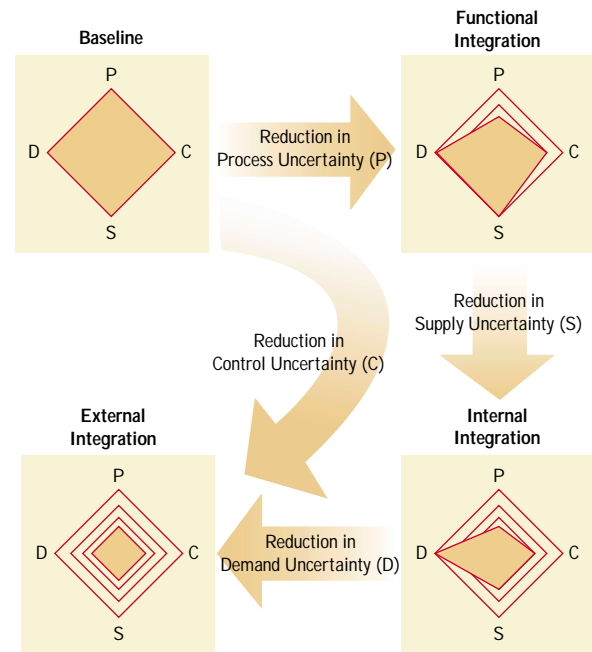 Baseline
P
D
C
S
Reduction in
Process Uncertainty (P)
Functional
Integration
P
D
C
S
Reduction in
Supply Uncertainty (S)
Reduction in
Control Uncertainty (C)
External
Integration
P
D
C
S
Reduction in
Demand Uncertainty (D)
Internal
Integration
P
D
C
S